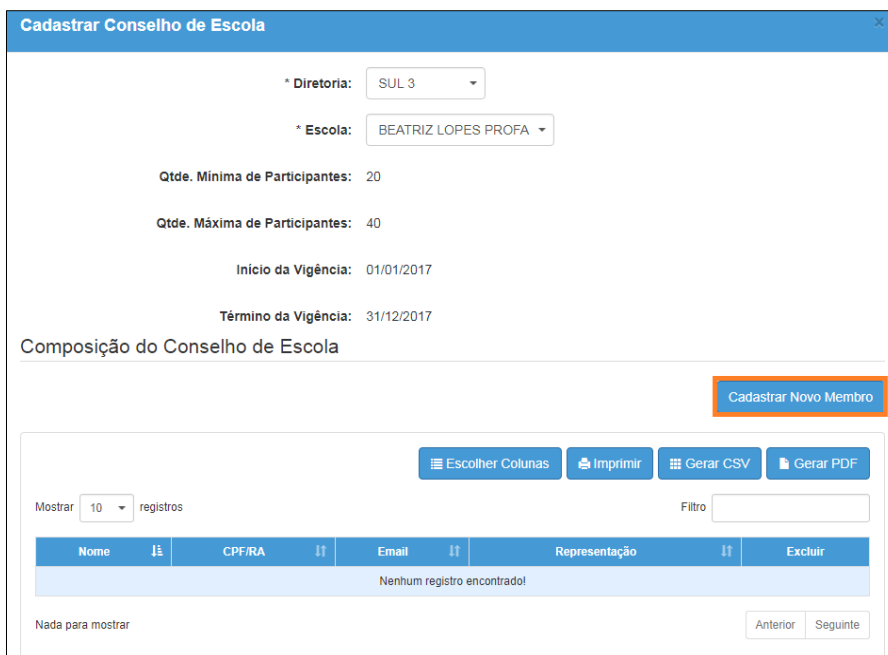 Cadastrar Conselho de Escola ×
* Diretoria: SUL 3
* Escola: BEATRIZ LOPES PROFA
Qtde. Mínima de Participantes: 20
Qtde. Máxima de Participantes: 40
Início da Vigência: 01/01/2017
Término da Vigência: 31/12/2017
Composição do Conselho de Escola
Cadastrar Novo Membro
Escolher Colunas Imprimir Gerar CSV Gerar PDF
Mostrar 10 registros Filtro
Nome CPF/RA Email Representação Excluir
Nenhum registro encontrado!
Nada para mostrar Anterior Seguinte